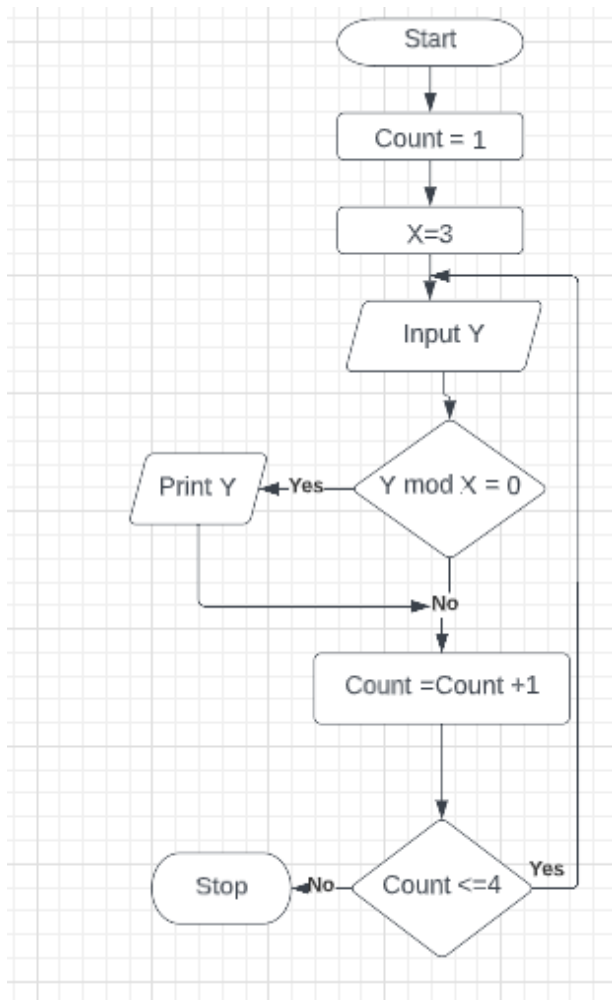 Start
Count = 1
X=3
Input Y
Y mod X = 0
Yes
Print Y
No
Count =Count +1
Count <=4
Yes
No
Stop